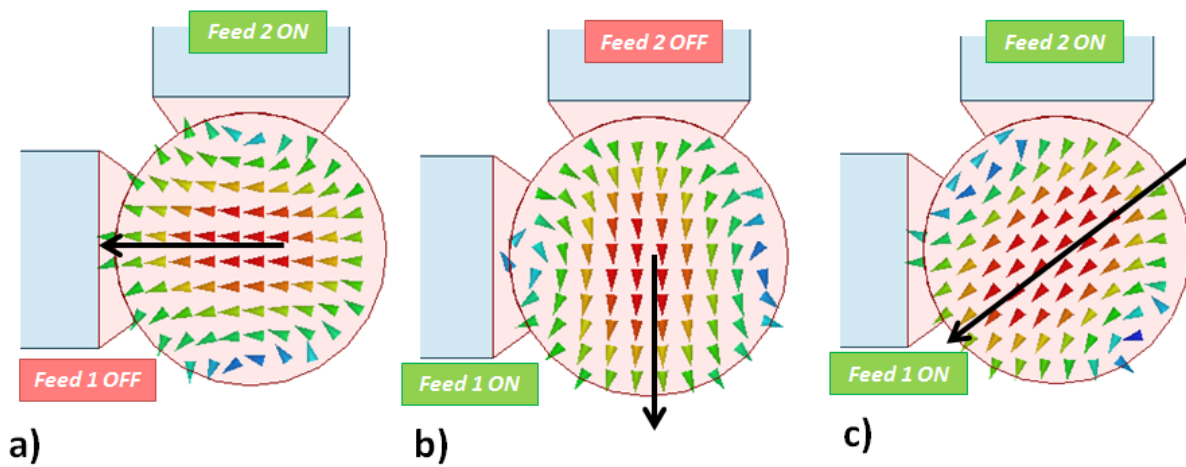 Feed 2 ON
Feed 1 OFF
a)
Feed 2 OFF
Feed 1 ON
b)
Feed 2 ON
Feed 1 ON
c)